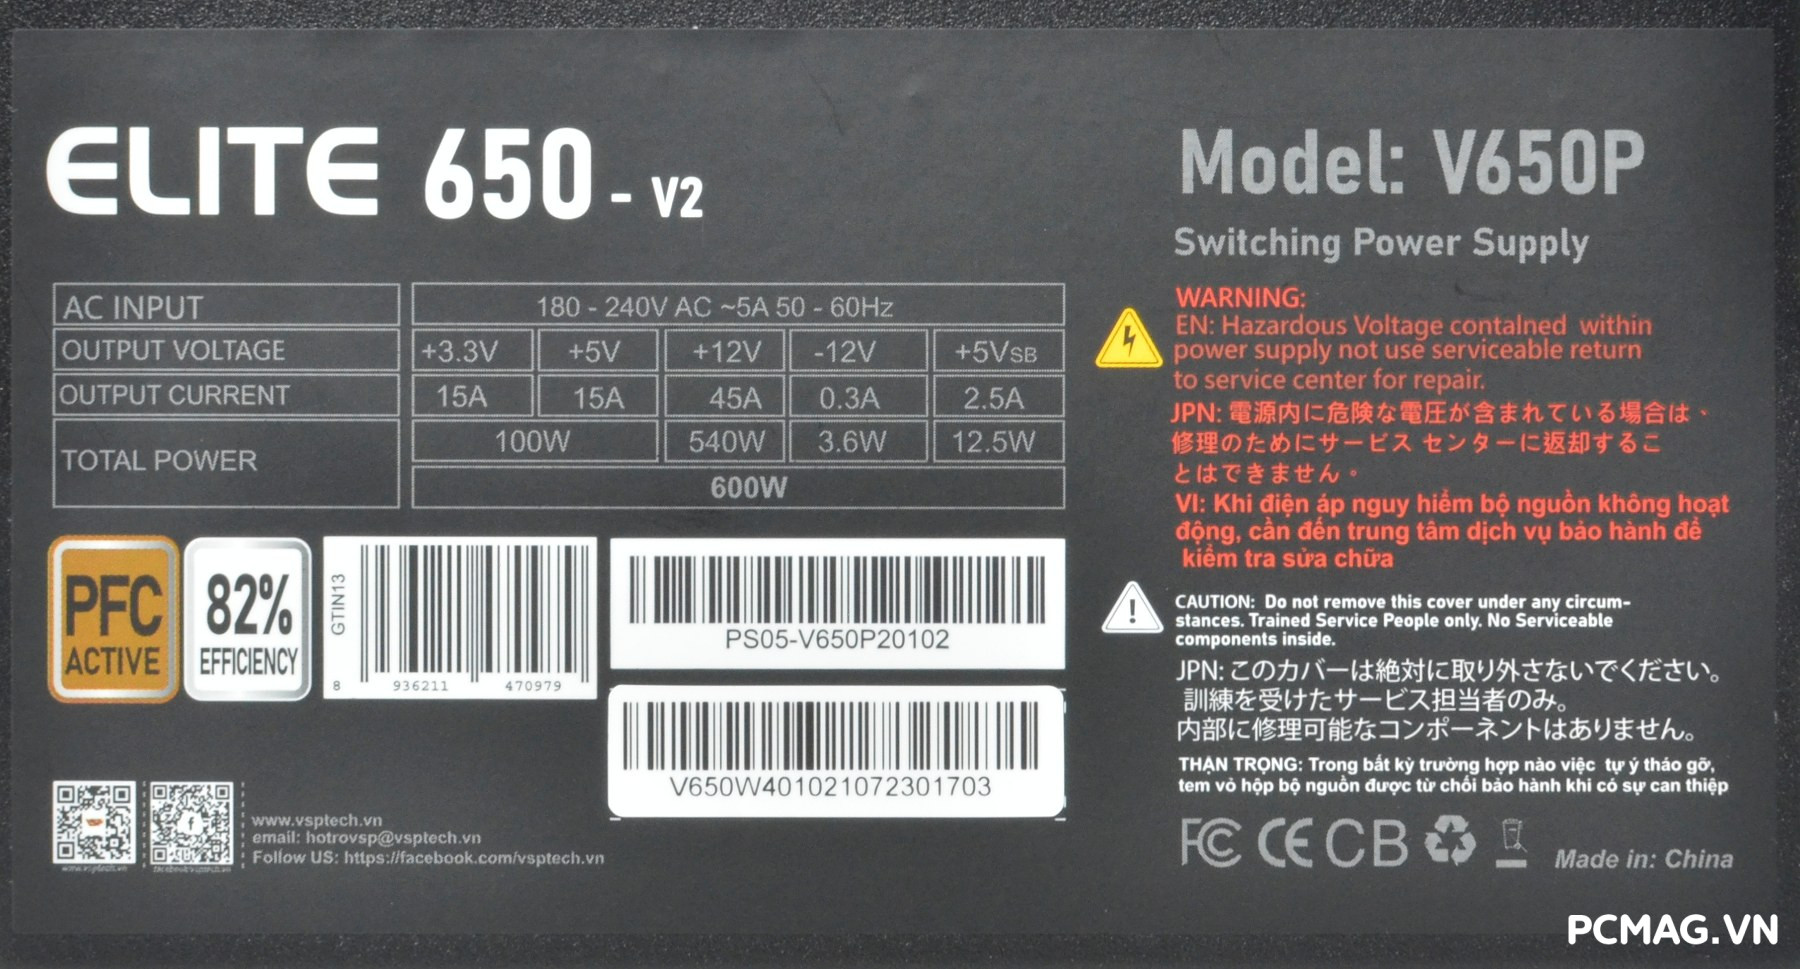 ELITE 650 - V2
AC INPUT 180 - 240V AC ~5A 50 - 60Hz
OUTPUT VOLTAGE +3.3V +5V +12V -12V +5VSB
OUTPUT CURRENT 15A 15A 45A 0.3A 2.5A
TOTAL POWER 100W 540W 3.6W 12.5W
600W
PFC
ACTIVE
82%
EFFICIENCY
GTIN13
8 936211 470979
PS05-V650P20102
V650W401021072301703
www.vsptech.vn
email: hotrovsp@vsptech.vn
Follow US: https://facebook.com/vsptech.vn
www.vsptech.vn
facebook/vsptech.vn
Model: V650P
Switching Power Supply
WARNING:
EN: Hazardous Voltage contalned within
power supply not use serviceable return
to service center for repair.
JPN: 電源内に危険な電圧が含まれている場合は、
修理のためにサービス センターに返却するこ
とはできません。
VI: Khi điện áp nguy hiểm bộ nguồn không hoạt
động, cần đến trung tâm dịch vụ bảo hành để
kiểm tra sửa chữa
CAUTION: Do not remove this cover under any circum-
stances. Trained Service People only. No Serviceable
components inside.
JPN: このカバーは絶対に取り外さないでください。
訓練を受けたサービス担当者のみ。
内部に修理可能なコンポーネントはありません。
THẬN TRỌNG: Trong bất kỳ trường hợp nào việc tự ý tháo gỡ,
tem vỏ hộp bộ nguồn được từ chối bảo hành khi có sự can thiệp
FC CE CB
Made in: China
PCMAG.VN